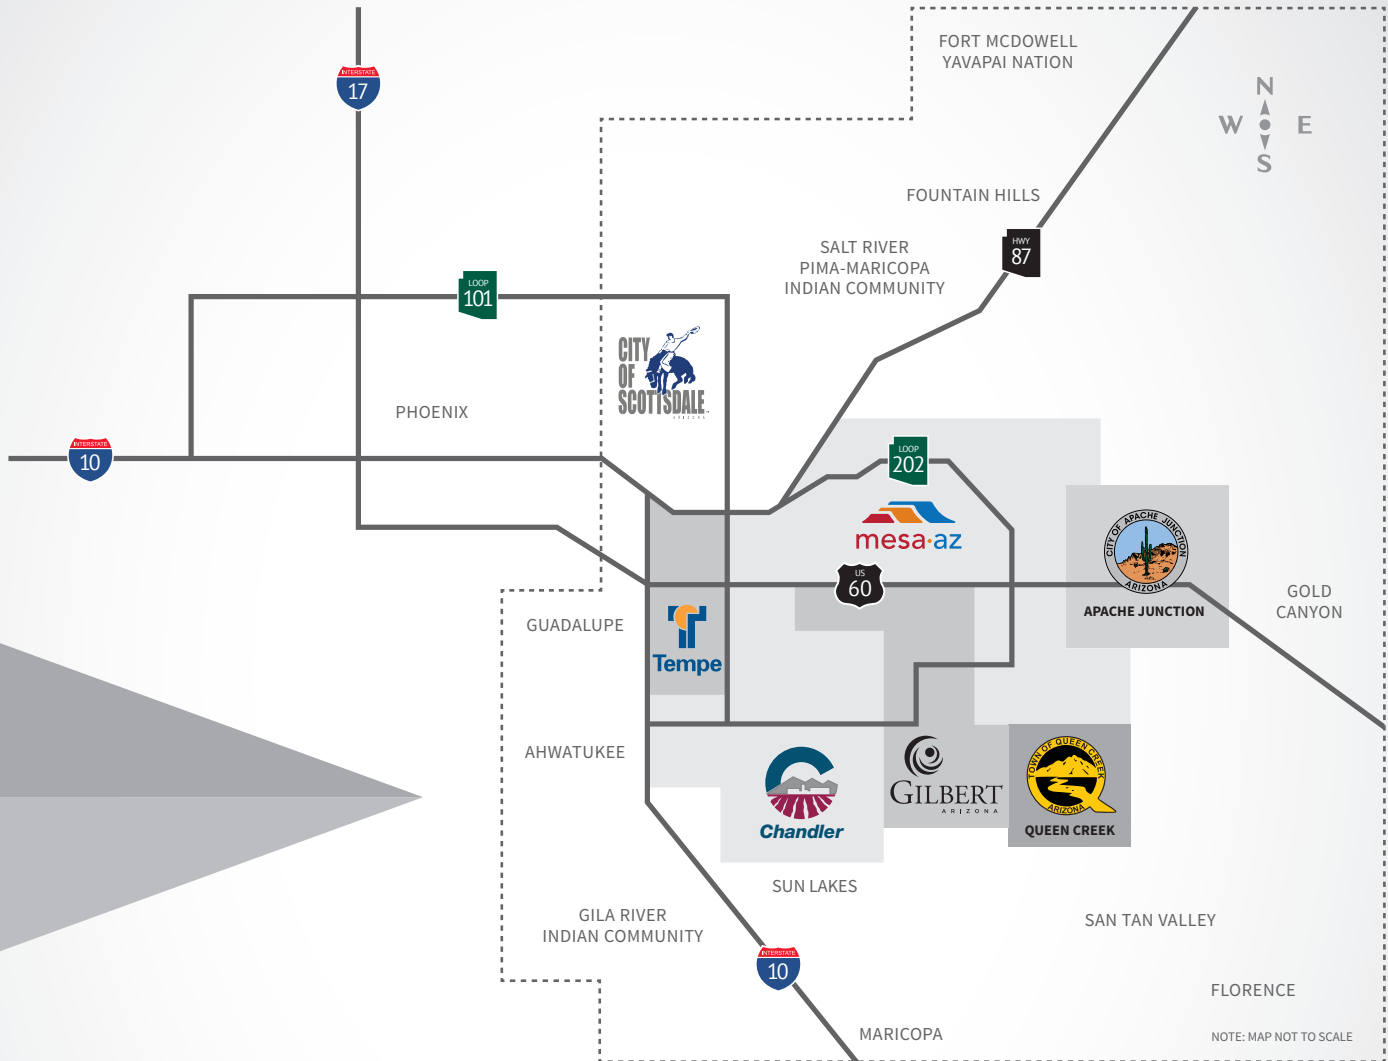 FORT MCDOWELL
YAVAPAI NATION
INTERSTATE
17
N
W E
S
FOUNTAIN HILLS
HWY
87
SALT RIVER
PIMA-MARICOPA
INDIAN COMMUNITY
LOOP
101
CITY
OF
SCOTTSDALE
ARIZONA
PHOENIX
INTERSTATE
10
LOOP
202
mesa·az
CITY OF APACHE JUNCTION
ARIZONA
APACHE JUNCTION
US
60
GOLD
CANYON
GUADALUPE
Tempe
AHWATUKEE
Chandler
GILBERT
ARIZONA
TOWN OF QUEEN CREEK
ARIZONA
QUEEN CREEK
SUN LAKES
GILA RIVER
INDIAN COMMUNITY
SAN TAN VALLEY
INTERSTATE
10
FLORENCE
MARICOPA
NOTE: MAP NOT TO SCALE